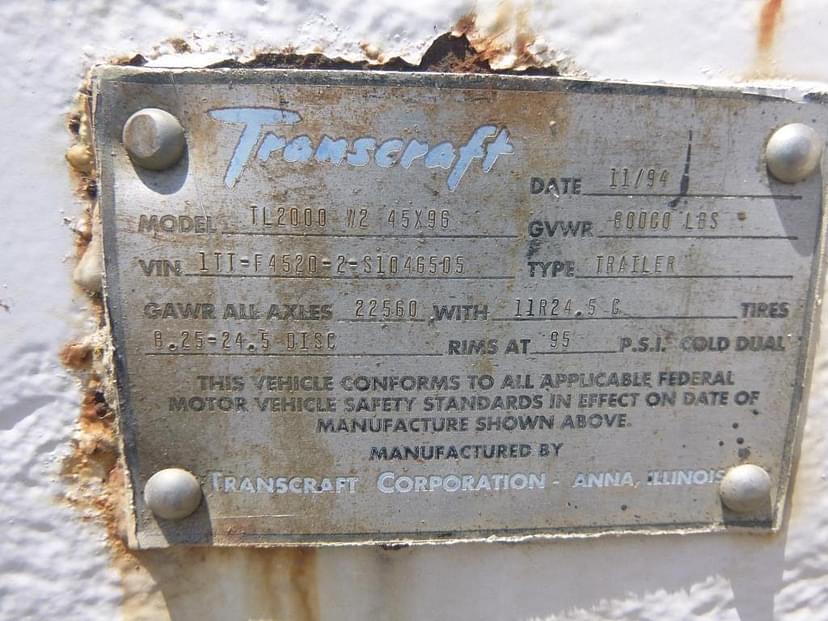 Transcraft
DATE 11/94
MODEL TL2000 W2 45X96 GVWR 80000 LBS
VIN 1TT-F4520-2-S1046505 TYPE TRAILER
GAWR ALL AXLES 22560 WITH 11R24.5 G TIRES
8.25-24.5 DISC RIMS AT 95 P.S.I. COLD DUAL
THIS VEHICLE CONFORMS TO ALL APPLICABLE FEDERAL
MOTOR VEHICLE SAFETY STANDARDS IN EFFECT ON DATE OF
MANUFACTURE SHOWN ABOVE.
MANUFACTURED BY
TRANSCRAFT CORPORATION - ANNA, ILLINOIS